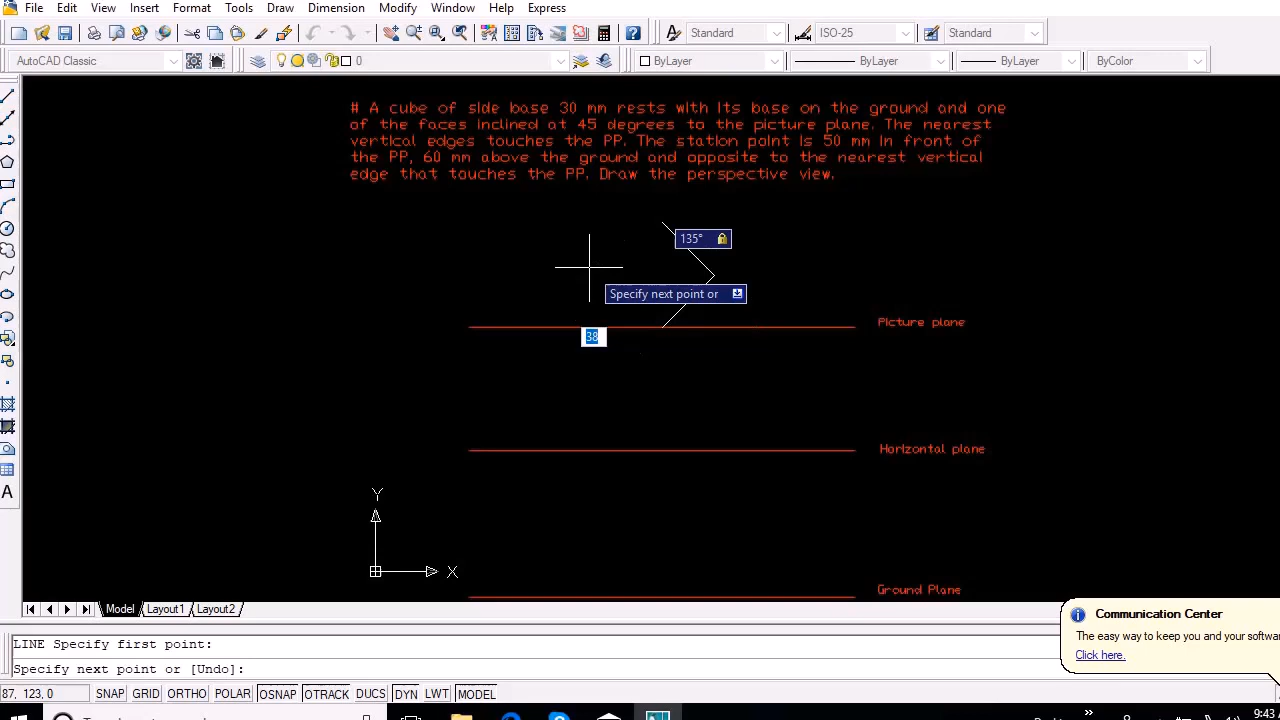 File Edit View Insert Format Tools Draw Dimension Modify Window Help Express
Standard ISO-25 Standard
AutoCAD Classic 0 ByLayer ByLayer ByLayer ByColor
# A cube of side base 30 mm rests with its base on the ground and one
of the faces inclined at 45 degrees to the picture plane. The nearest
vertical edges touches the PP. The station point is 50 mm in front of
the PP, 60 mm above the ground and opposite to the nearest vertical
edge that touches the PP. Draw the perspective view.
135°
Specify next point or
Picture plane
38
Horizontal plane
Y
X
Ground Plane
A
Model Layout1 Layout2
Communication Center
The easy way to keep you and your softwa
Click here.
LINE Specify first point:
Specify next point or [Undo]:
87, 123, 0 SNAP GRID ORTHO POLAR OSNAP OTRACK DUCS DYN LWT MODEL
9:43